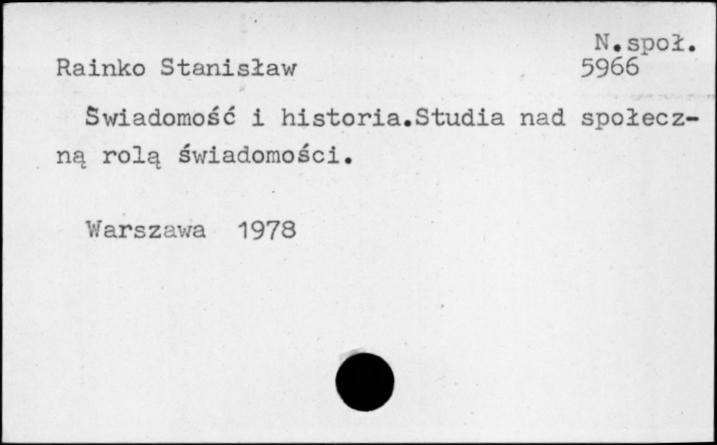 N.społ.
Rainko Stanisław 5966
Świadomość i historia.Studia nad społecz-
ną rolą świadomości.
Warszawa 1978